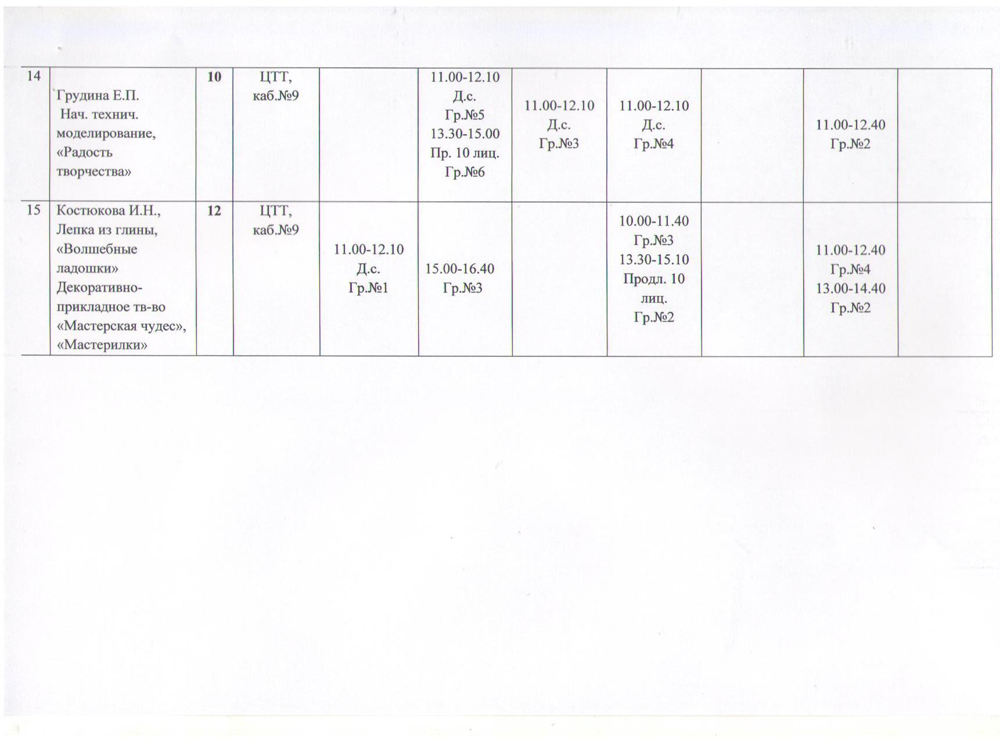 14
Грудина Е.П.
Нач. технич.
моделирование,
«Радость
творчества»
10
ЦТТ,
каб.№9
11.00-12.10
Д.с.
Гр.№5
13.30-15.00
Пр. 10 лиц.
Гр.№6
11.00-12.10
Д.с.
Гр.№3
11.00-12.10
Д.с.
Гр.№4
11.00-12.40
Гр.№2
15
Костюкова И.Н.,
Лепка из глины,
«Волшебные
ладошки»
Декоративно-
прикладное тв-во
«Мастерская чудес»,
«Мастерилки»
12
ЦТТ,
каб.№9
11.00-12.10
Д.с.
Гр.№1
15.00-16.40
Гр.№3
10.00-11.40
Гр.№3
13.30-15.10
Продл. 10
лиц.
Гр.№2
11.00-12.40
Гр.№4
13.00-14.40
Гр.№2